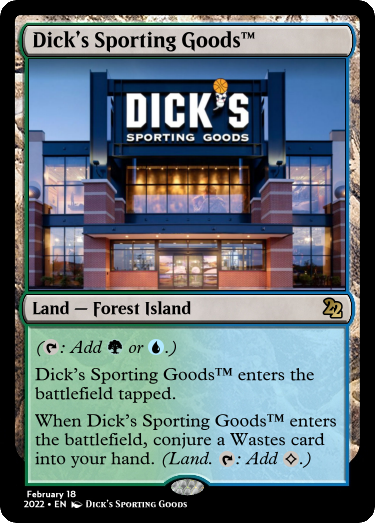 Dick's Sporting Goods™
DICK'S
SPORTING GOODS
Land — Forest Island
22
(: Add or .)
Dick's Sporting Goods™ enters the
battlefield tapped.
When Dick's Sporting Goods™ enters
the battlefield, conjure a Wastes card
into your hand. (Land. : Add .)
February 18
2022 • EN Dick's Sporting Goods